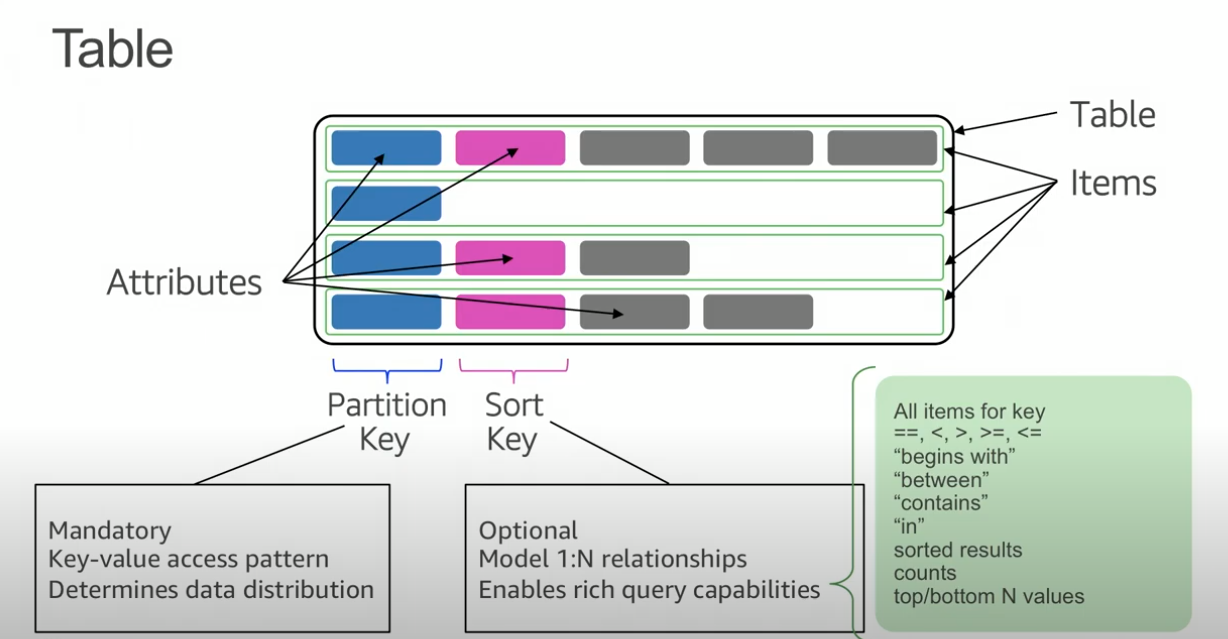 Table
Table
Items
Attributes
Partition
Key
Sort
Key
Mandatory
Key-value access pattern
Determines data distribution
Optional
Model 1:N relationships
Enables rich query capabilities
All items for key
==, <, >, >=, <=
“begins with”
“between”
“contains”
“in”
sorted results
counts
top/bottom N values